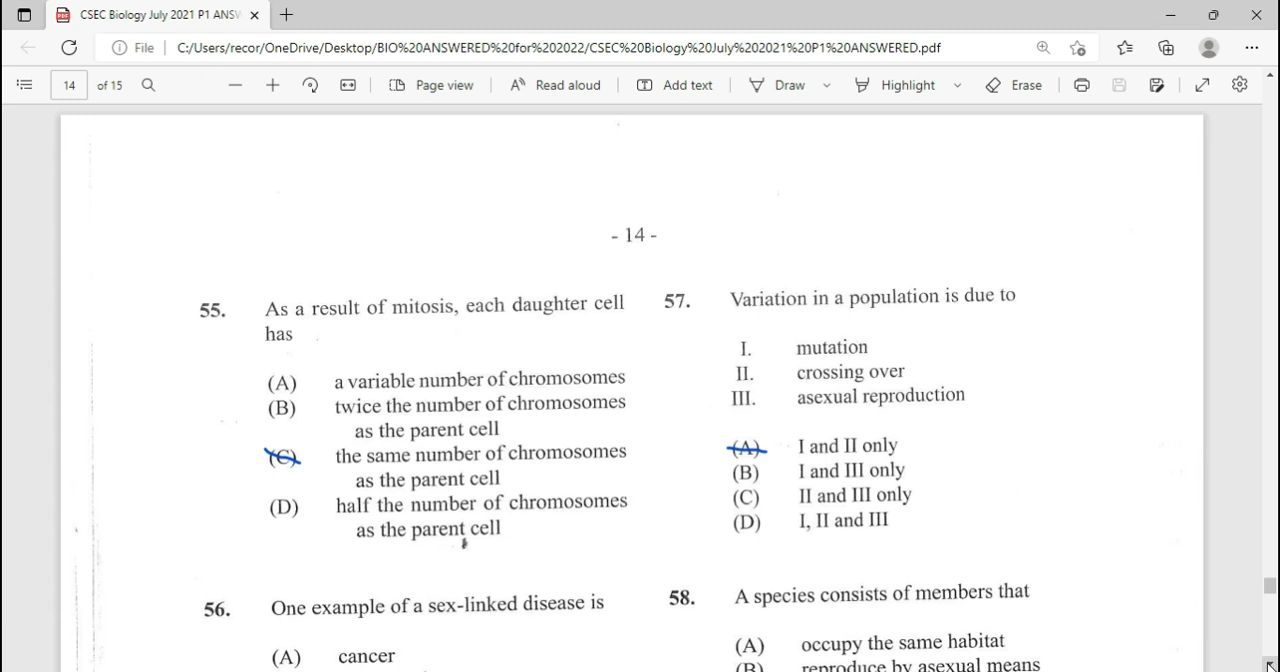 CSEC Biology July 2021 P1 ANSW
File
C:/Users/recor/OneDrive/Desktop/BIO%20ANSWERED%20for%202022/CSEC%20Biology%20July%202021%20P1%20ANSWERED.pdf
14 of 15
Page view
Read aloud
Add text
Draw
Highlight
Erase
- 14 -
55. As a result of mitosis, each daughter cell
has
(A) a variable number of chromosomes
(B) twice the number of chromosomes
as the parent cell
(C) the same number of chromosomes
as the parent cell
(D) half the number of chromosomes
as the parent cell
56. One example of a sex-linked disease is
(A) cancer
57. Variation in a population is due to
I. mutation
II. crossing over
III. asexual reproduction
(A) I and II only
(B) I and III only
(C) II and III only
(D) I, II and III
58. A species consists of members that
(A) occupy the same habitat
(B) reproduce by asexual means